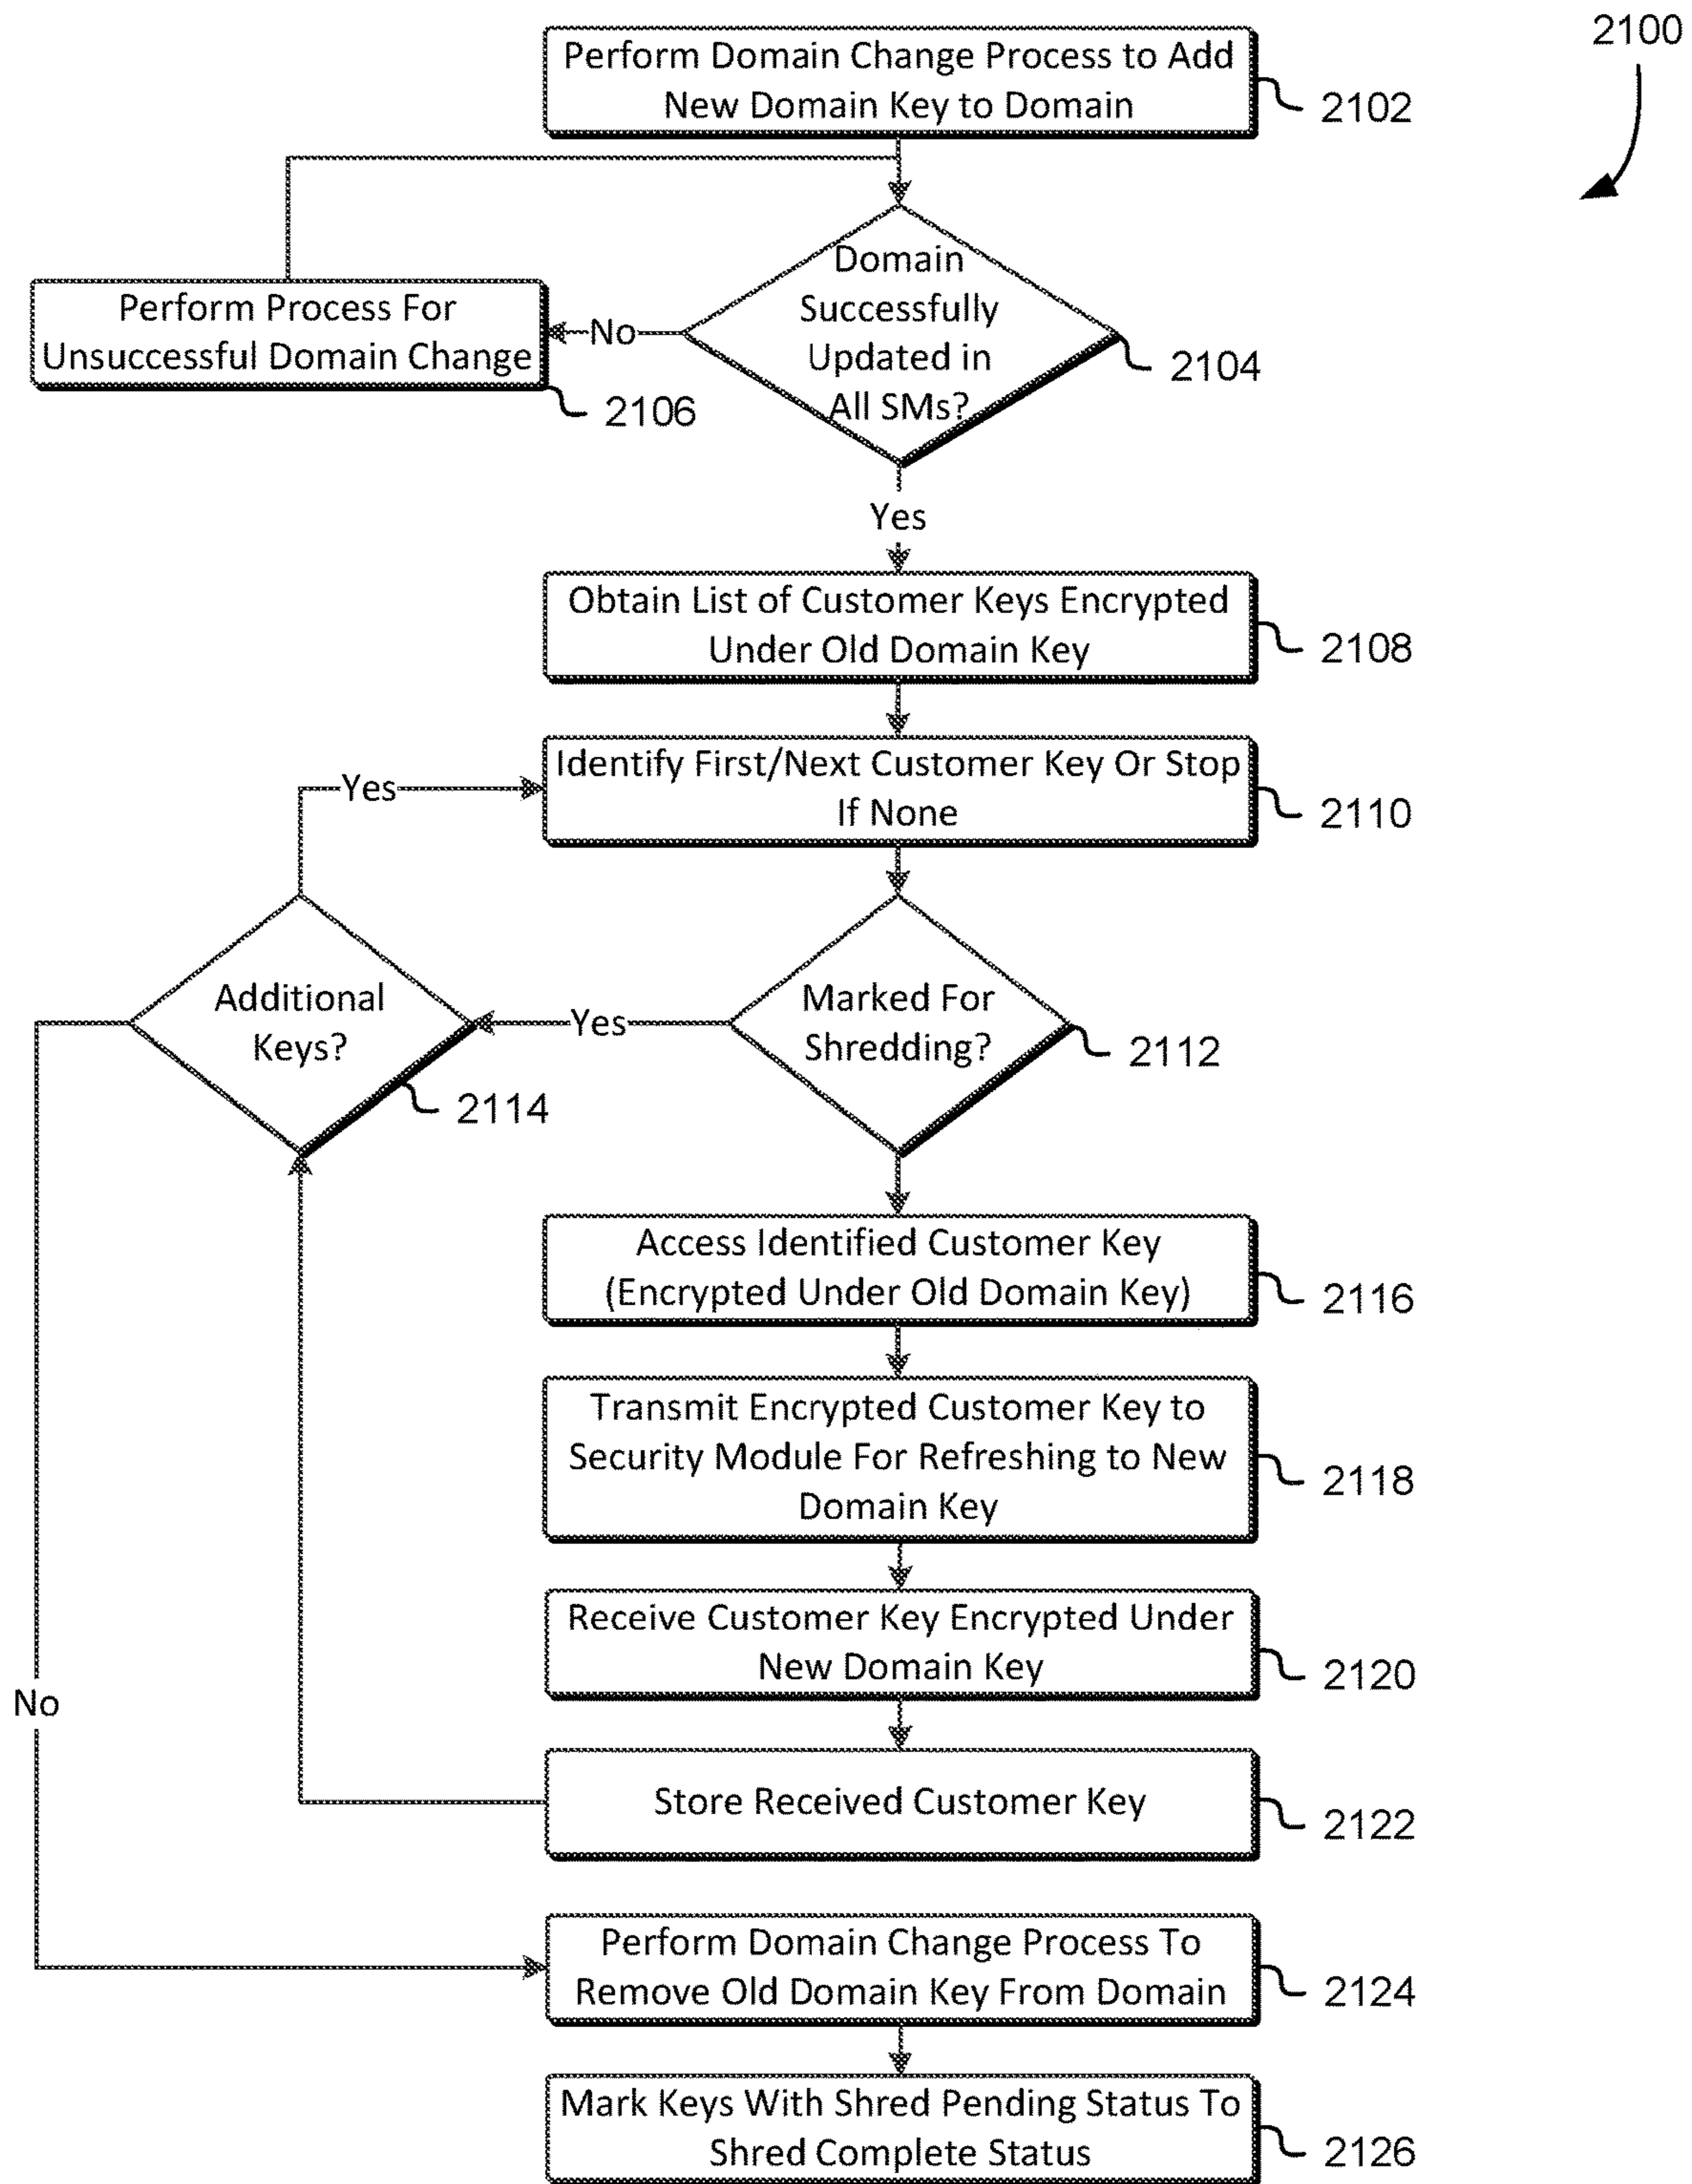 2100
Perform Domain Change Process to Add
New Domain Key to Domain
2102
Domain
Successfully
Updated in
All SMs?
2104
No
Perform Process For
Unsuccessful Domain Change
2106
Yes
Obtain List of Customer Keys Encrypted
Under Old Domain Key
2108
Identify First/Next Customer Key Or Stop
If None
2110
Yes
Marked For
Shredding?
2112
Yes
Additional
Keys?
2114
Access Identified Customer Key
(Encrypted Under Old Domain Key)
2116
Transmit Encrypted Customer Key to
Security Module For Refreshing to New
Domain Key
2118
Receive Customer Key Encrypted Under
New Domain Key
2120
No
Store Received Customer Key
2122
Perform Domain Change Process To
Remove Old Domain Key From Domain
2124
Mark Keys With Shred Pending Status To
Shred Complete Status
2126